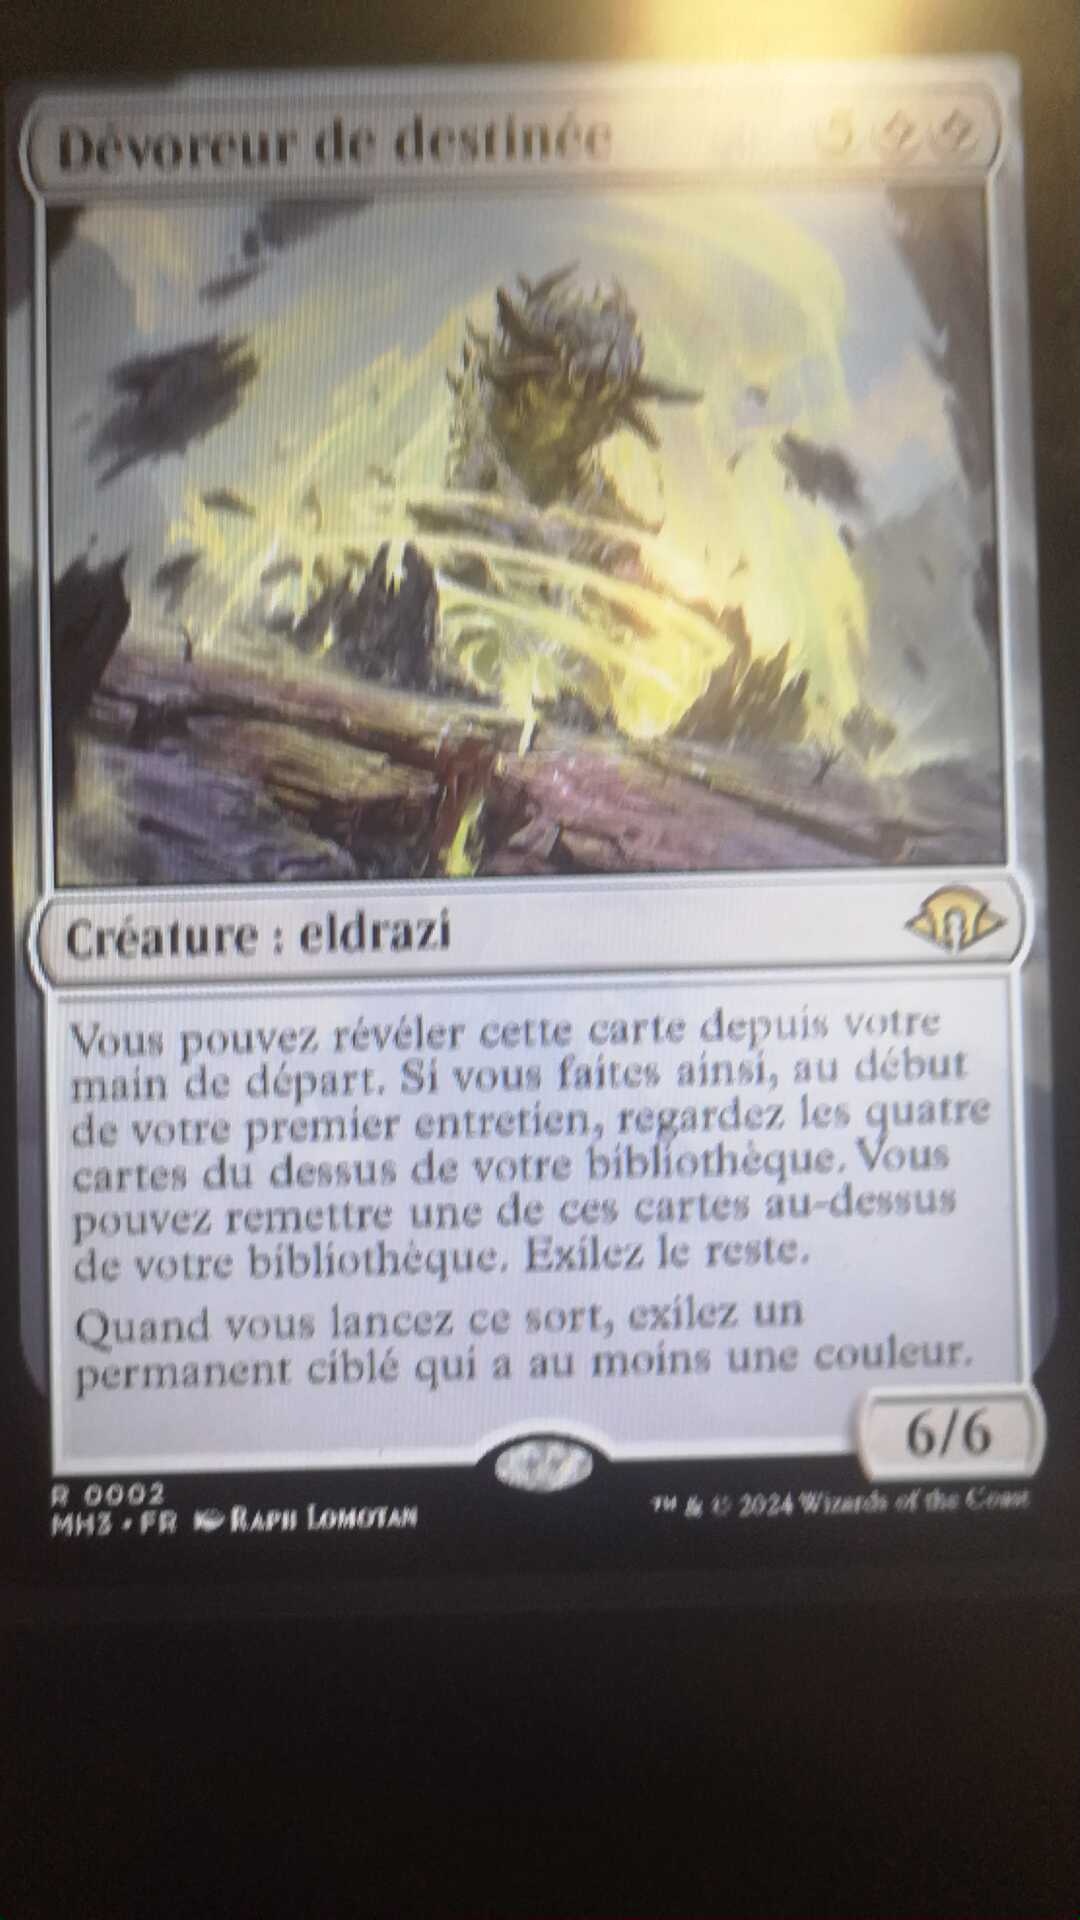 Dévoreur de destinée 5
Créature : eldrazi
Vous pouvez révéler cette carte depuis votre
main de départ. Si vous faites ainsi, au début
de votre premier entretien, regardez les quatre
cartes du dessus de votre bibliothèque. Vous
pouvez remettre une de ces cartes au-dessus
de votre bibliothèque. Exilez le reste.
Quand vous lancez ce sort, exilez un
permanent ciblé qui a au moins une couleur.
6/6
R 0002
MH3 • FR RAPH LOMOTAN
™ & © 2024 Wizards of the Coast